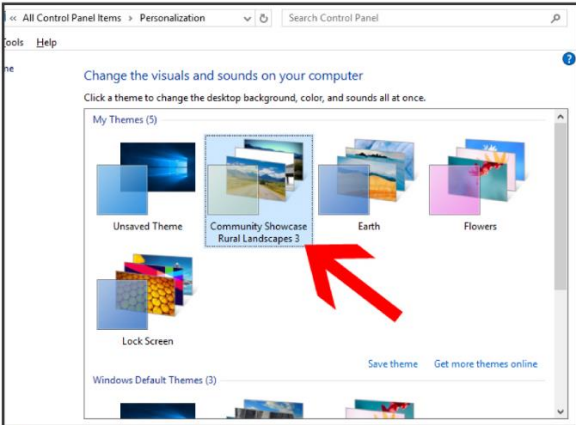 « All Control Panel Items > Personalization
Search Control Panel
Tools Help
Change the visuals and sounds on your computer
Click a theme to change the desktop background, color, and sounds all at once.
My Themes (5)
Unsaved Theme
Community Showcase
Rural Landscapes 3
Earth
Flowers
Lock Screen
Save theme Get more themes online
Windows Default Themes (3)